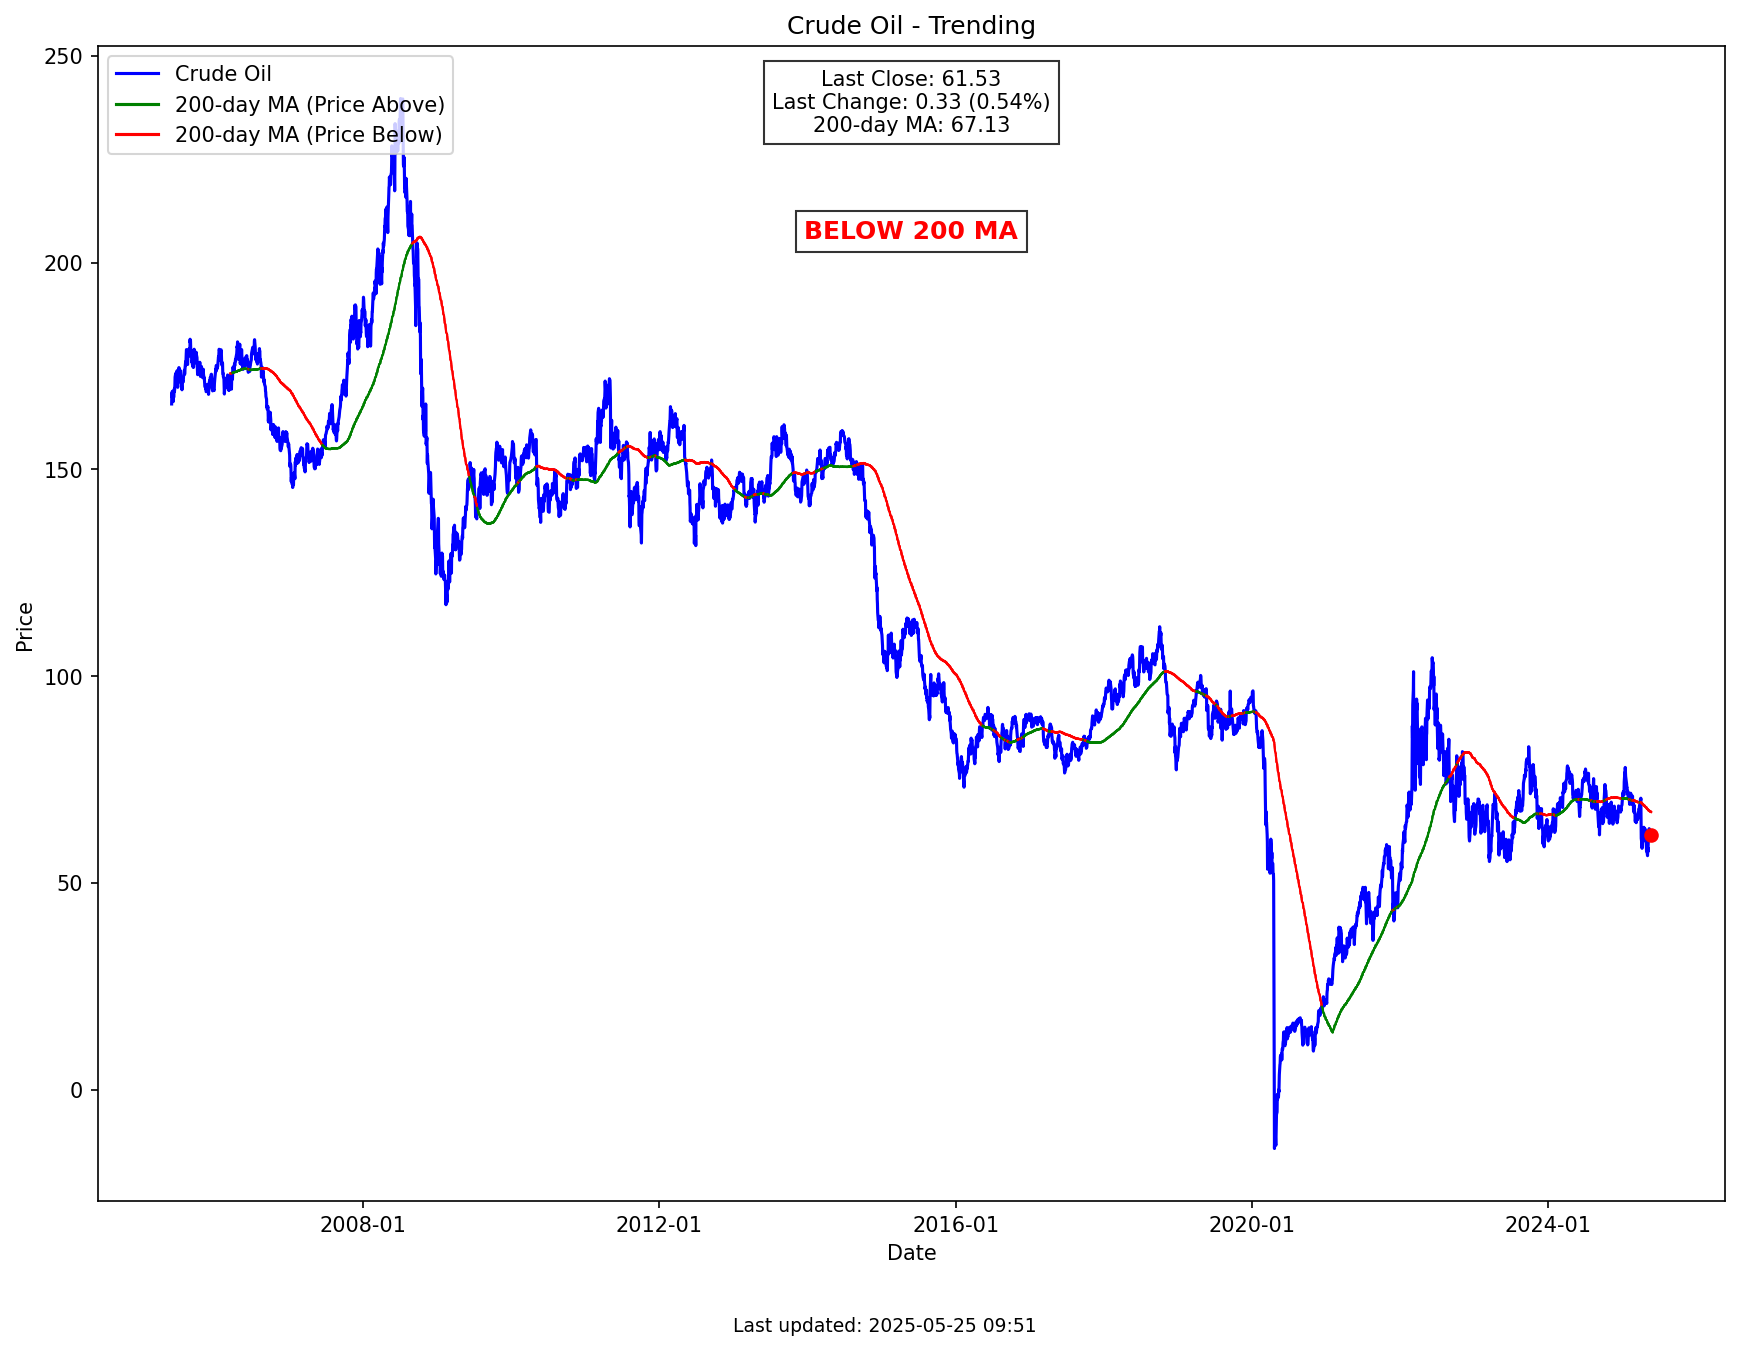 Crude Oil - Trending
Crude Oil
200-day MA (Price Above)
200-day MA (Price Below)
Last Close: 61.53
Last Change: 0.33 (0.54%)
200-day MA: 67.13
BELOW 200 MA
Price
250
200
150
100
50
0
2008-01
2012-01
2016-01
2020-01
2024-01
Date
Last updated: 2025-05-25 09:51